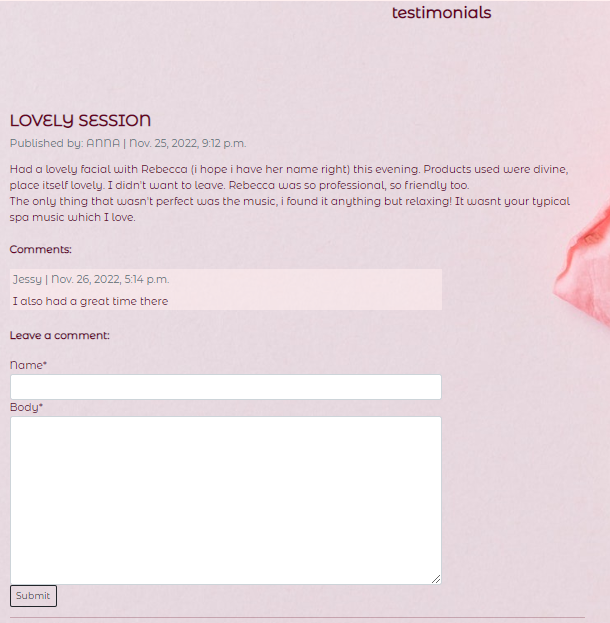 testimonials
LOVELY SESSION
Published by: ANNA | Nov. 25, 2022, 9:12 p.m.
Had a lovely facial with Rebecca (i hope i have her name right) this evening. Products used were divine,
place itself lovely. I didn't want to leave. Rebecca was so professional, so friendly too.
The only thing that wasn't perfect was the music, i found it anything but relaxing! It wasnt your typical
spa music which I love.
Comments:
Jessy | Nov. 26, 2022, 5:14 p.m.
I also had a great time there
Leave a comment:
Name*
Body*
Submit